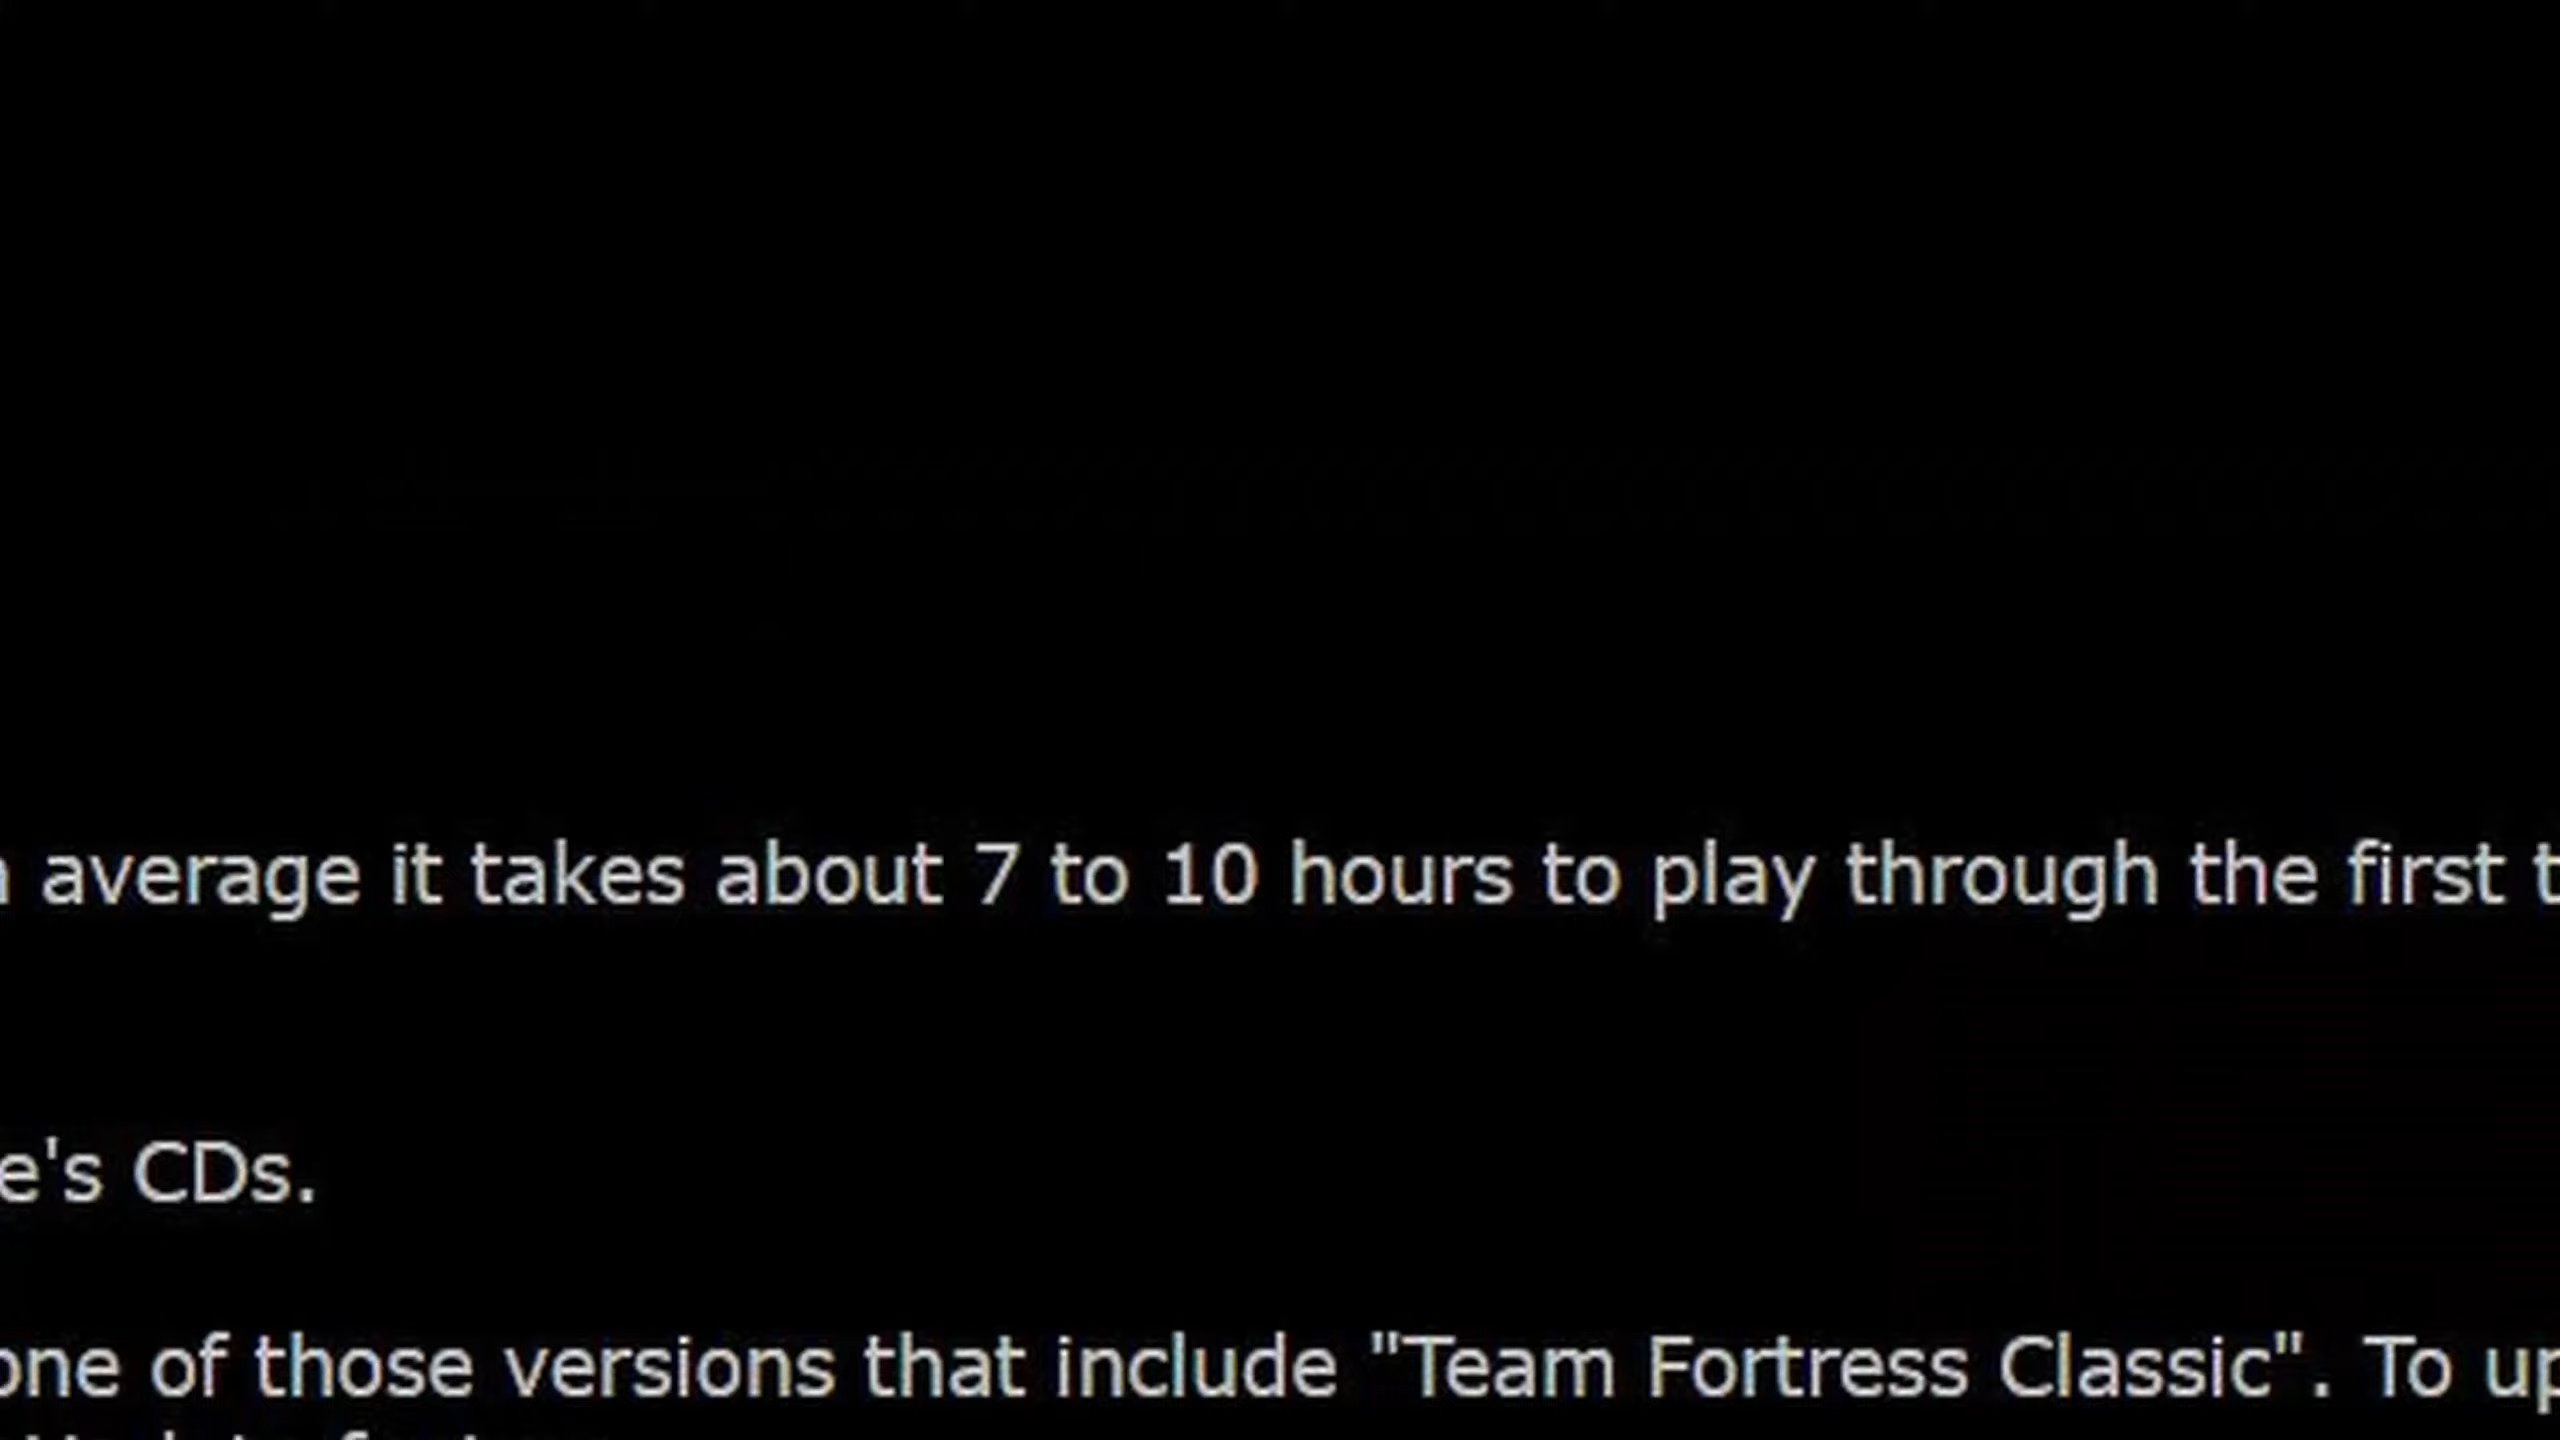 average it takes about 7 to 10 hours to play through the first
e's CDs.
one of those versions that include "Team Fortress Classic". To up